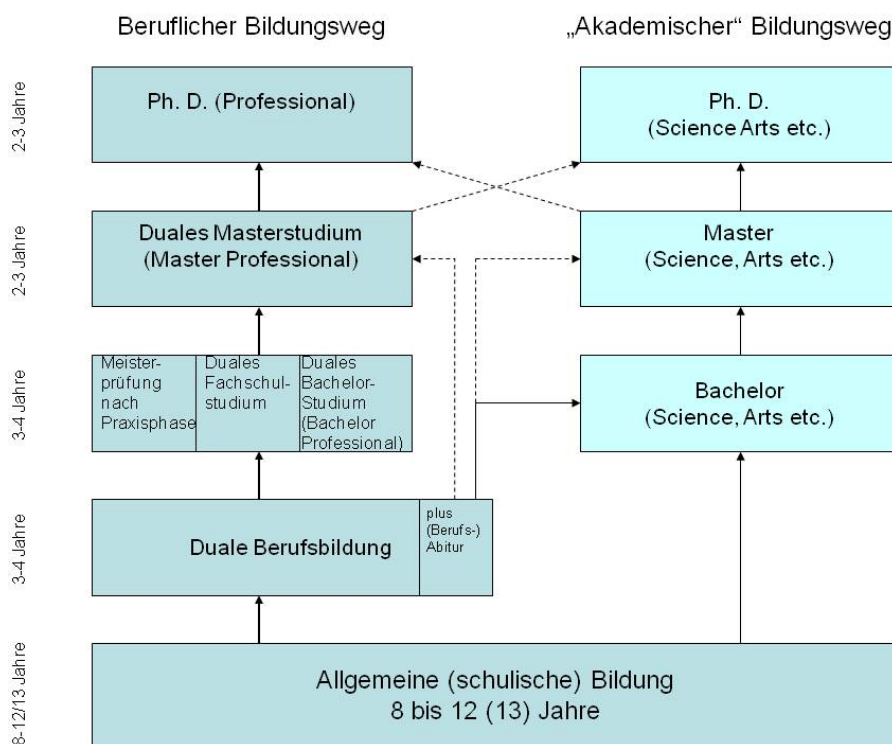 Beruflicher Bildungsweg
„Akademischer“ Bildungsweg
2-3 Jahre
Ph. D. (Professional)
Ph. D.
(Science Arts etc.)
2-3 Jahre
Duales Masterstudium
(Master Professional)
Master
(Science, Arts etc.)
3-4 Jahre
Meister-
prüfung
nach
Praxisphase
Duales
Fachschul-
studium
Duales
Bachelor-
Studium
(Bachelor
Professional)
Bachelor
(Science, Arts etc.)
3-4 Jahre
Duale Berufsbildung
plus
(Berufs-)
Abitur
8-12/13 Jahre
Allgemeine (schulische) Bildung
8 bis 12 (13) Jahre